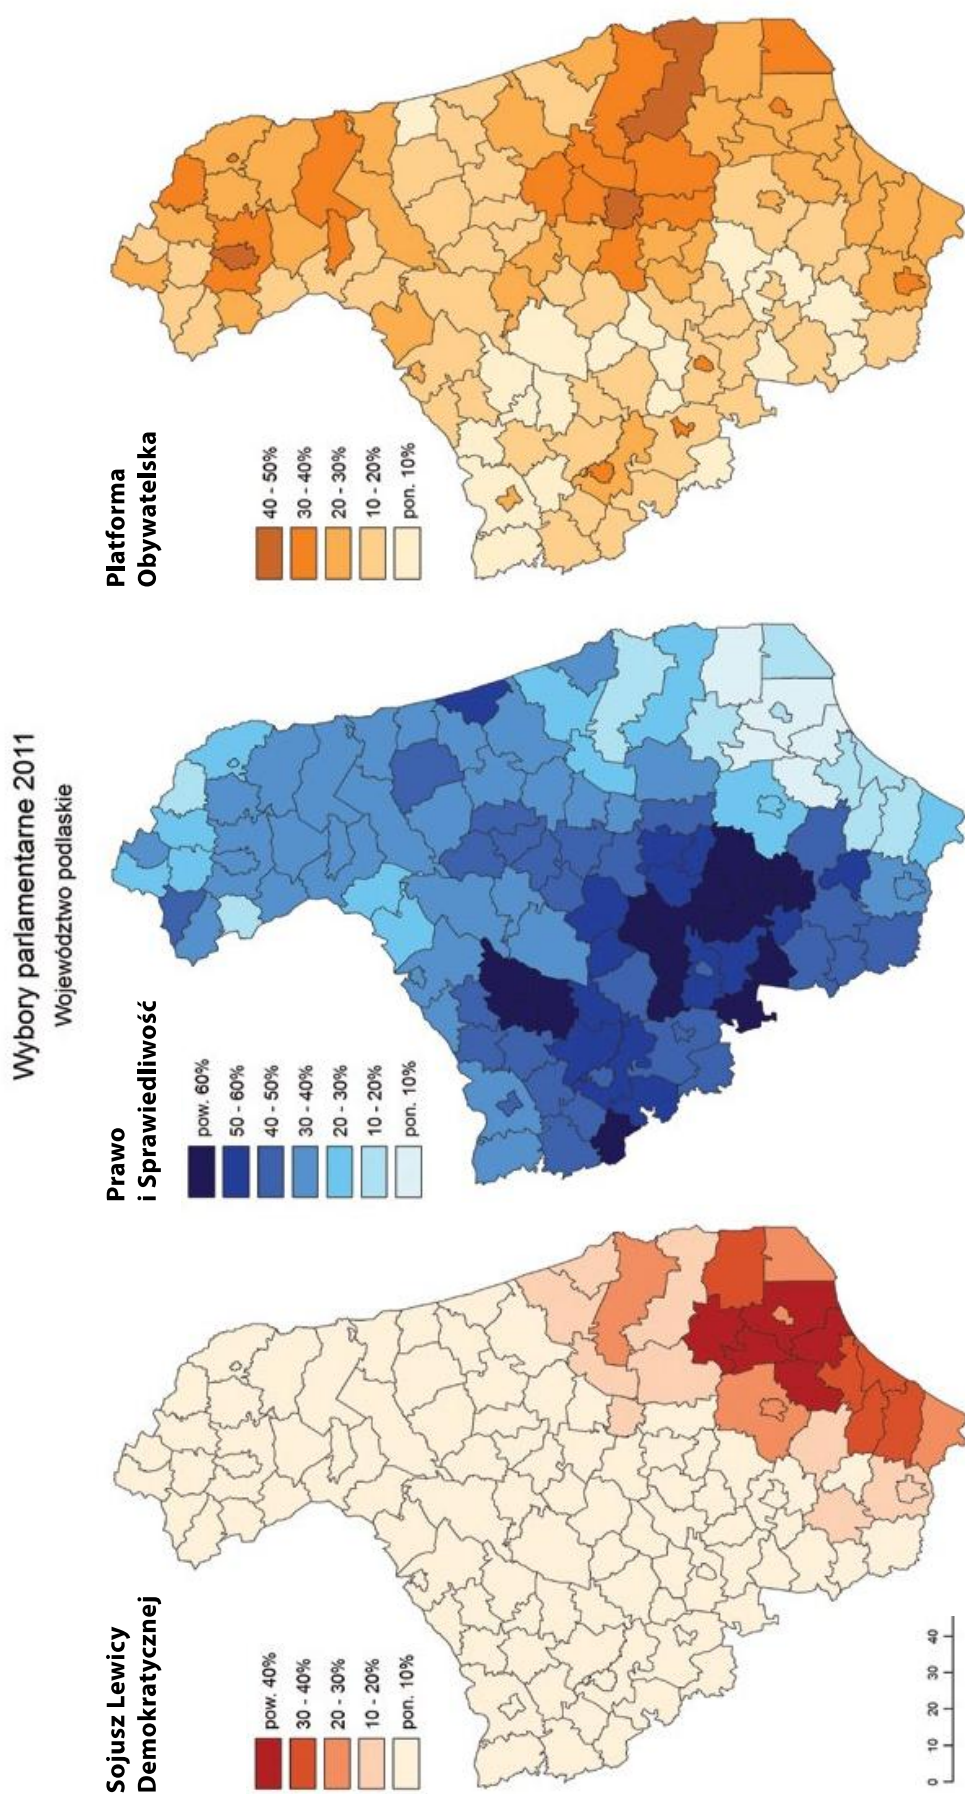 Wybory parlamentarne 2011
Województwo podlaskie
Sojusz Lewicy
Demokratycznej
pow. 40%
30 - 40%
20 - 30%
10 - 20%
pon. 10%
0 10 20 30 40
Prawo
i Sprawiedliwość
pow. 60%
50 - 60%
40 - 50%
30 - 40%
20 - 30%
10 - 20%
pon. 10%
Platforma
Obywatelska
40 - 50%
30 - 40%
20 - 30%
10 - 20%
pon. 10%